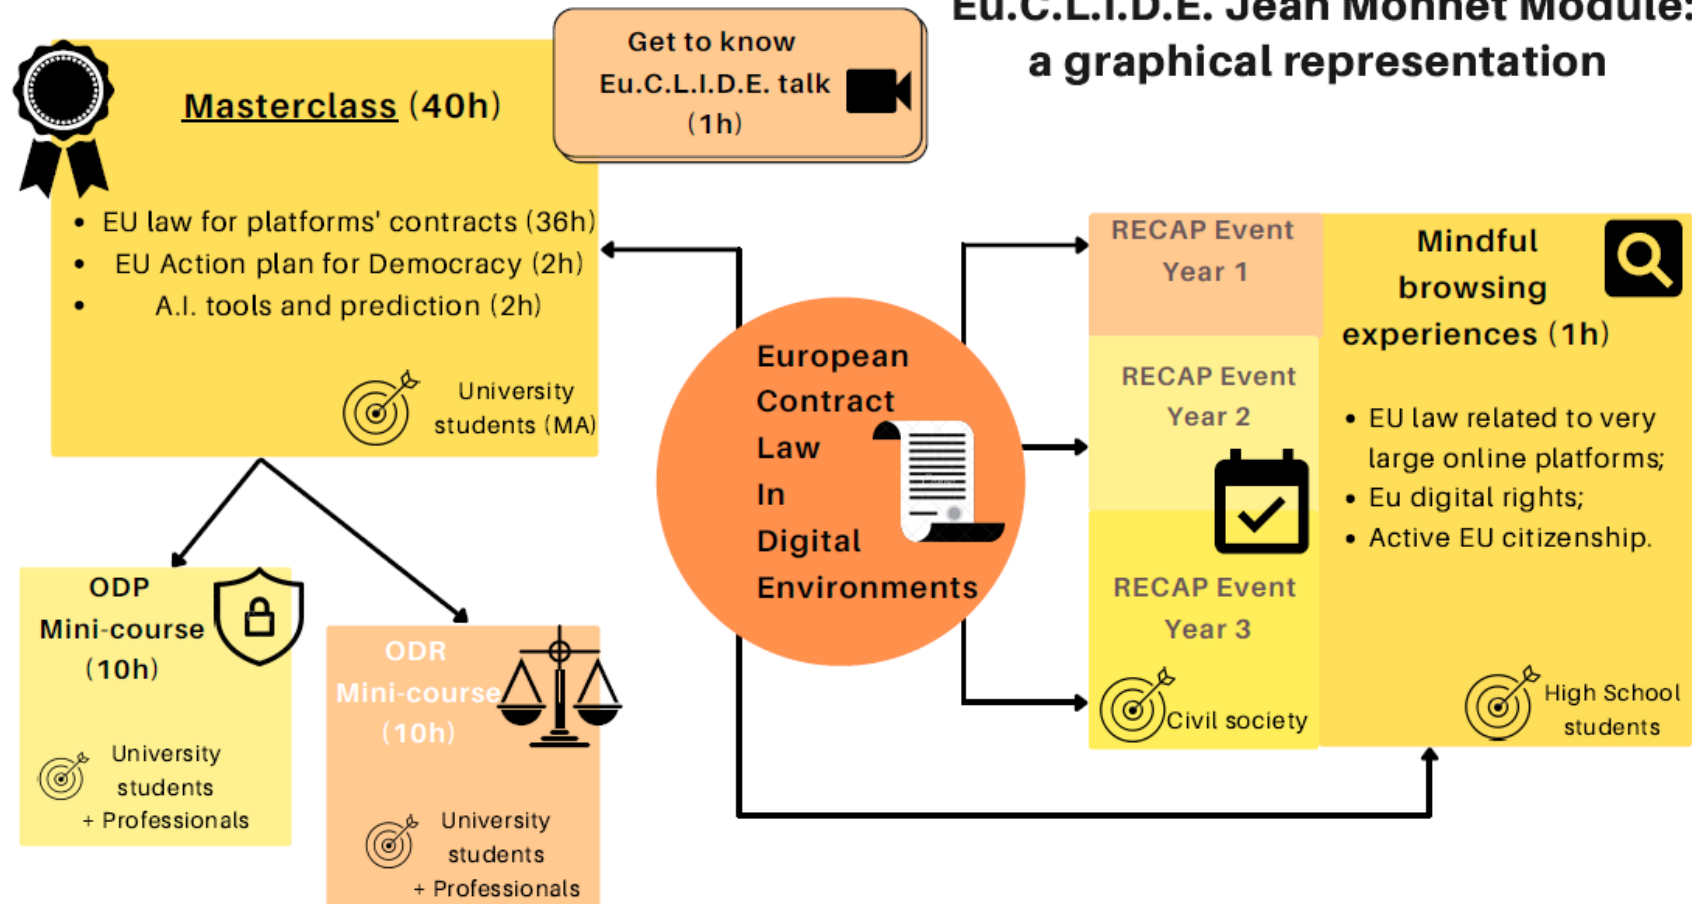 Eu.C.L.I.D.E. Jean Monnet Module:
a graphical representation
Get to know
Eu.C.L.I.D.E. talk
(1h)
Masterclass (40h)
• EU law for platforms' contracts (36h)
• EU Action plan for Democracy (2h)
• A.I. tools and prediction (2h)
University
students (MA)
ODP
Mini-course
(10h)
University
students
+ Professionals
ODR
Mini-course
(10h)
University
students
+ Professionals
European
Contract
Law
In
Digital
Environments
RECAP Event
Year 1
RECAP Event
Year 2
RECAP Event
Year 3
Civil society
Mindful
browsing
experiences (1h)
• EU law related to very
large online platforms;
• Eu digital rights;
• Active EU citizenship.
High School
students